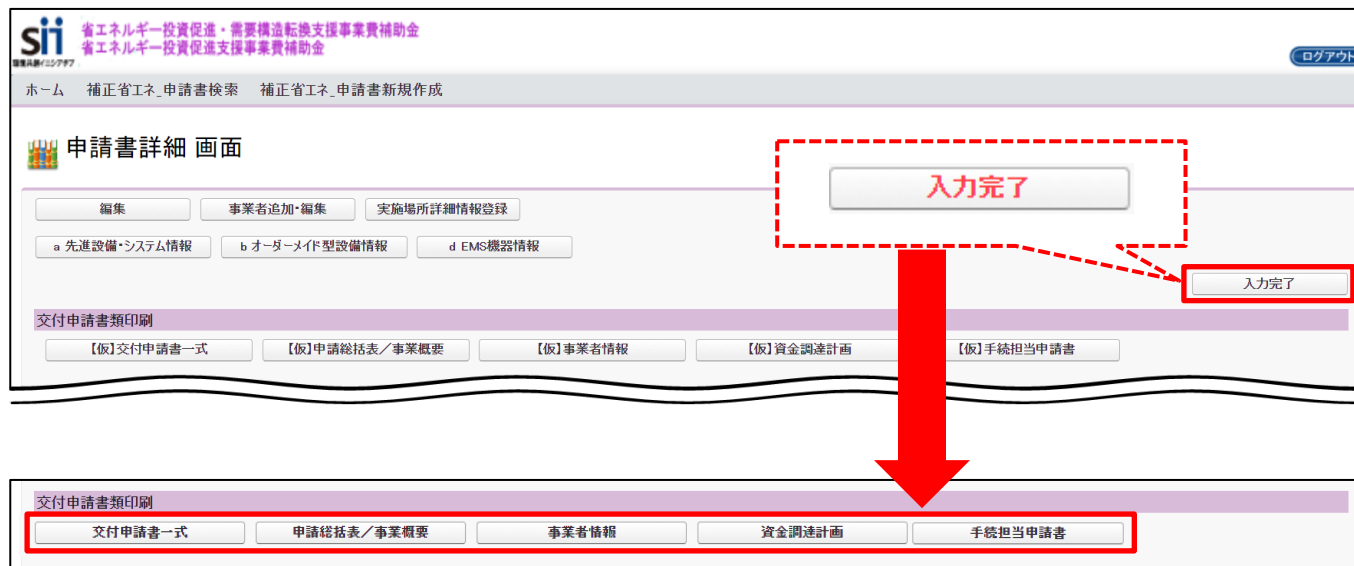 sii 省エネルギー投資促進・需要構造転換支援事業費補助金
省エネルギー投資促進支援事業費補助金
環境共創イニシアチブ
ログアウト
ホーム 補正省エネ_申請書検索 補正省エネ_申請書新規作成
申請書詳細 画面
入力完了
編集 事業者追加・編集 実施場所詳細情報登録
a 先進設備・システム情報 b オーダーメイド型設備情報 d EMS機器情報
入力完了
交付申請書類印刷
【仮】交付申請書一式 【仮】申請総括表／事業概要 【仮】事業者情報 【仮】資金調達計画 【仮】手続担当申請書
交付申請書類印刷
交付申請書一式 申請総括表／事業概要 事業者情報 資金調達計画 手続担当申請書